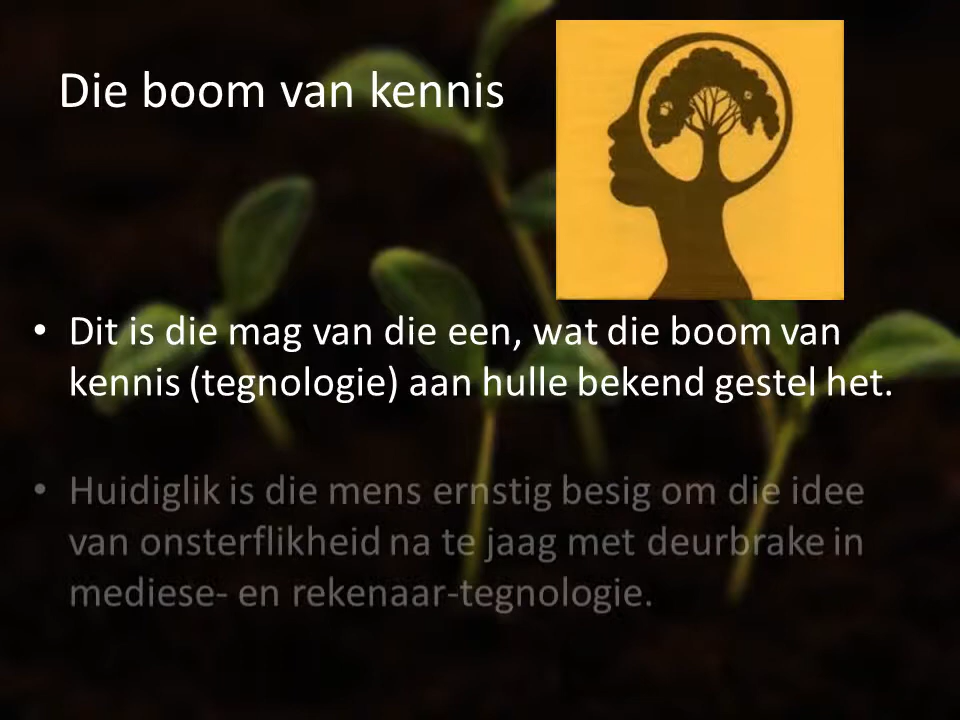 Die boom van kennis
• Dit is die mag van die een, wat die boom van
kennis (tegnologie) aan hulle bekend gestel het.
• Huidiglik is die mens ernstig besig om die idee
van onsterflikheid na te jaag met deurbrake in
mediese- en rekenaar-tegnologie.